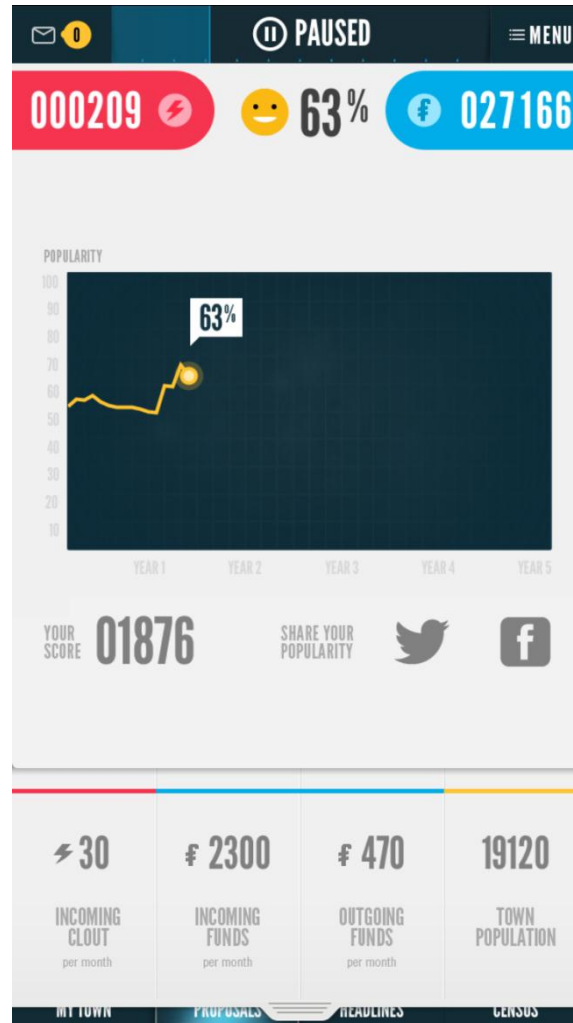 0
PAUSED
MENU
000209
63%
₣ 027166
POPULARITY
100
90
80
70
60
50
40
30
20
10
63%
YEAR 1 YEAR 2 YEAR 3 YEAR 4 YEAR 5
YOUR
SCORE
01876
SHARE YOUR
POPULARITY
f
30
₣ 2300
₣ 470
19120
INCOMING
CLOUT
per month
INCOMING
FUNDS
per month
OUTGOING
FUNDS
per month
TOWN
POPULATION
MY TOWN PROPOSALS HEADLINES CENSUS